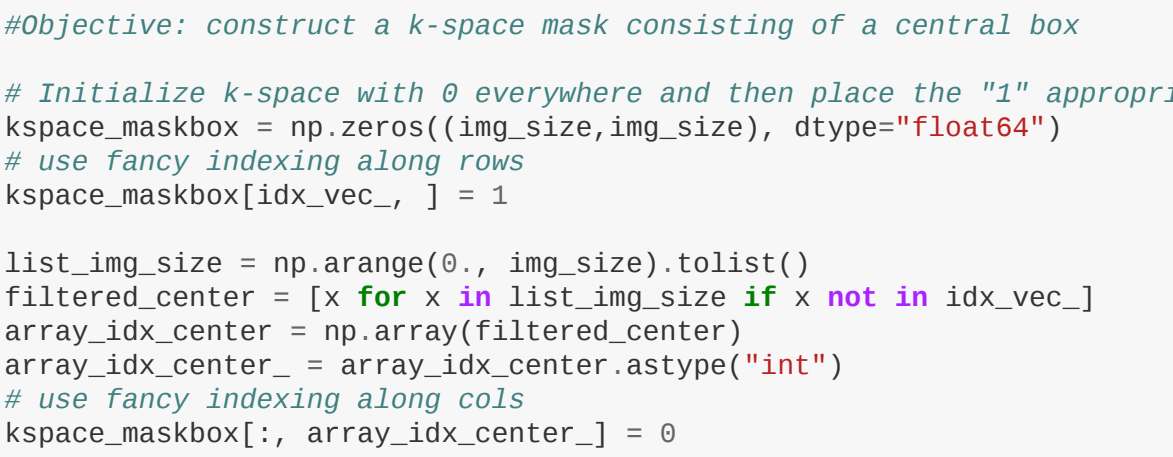 #Objective: construct a k-space mask consisting of a central box
# Initialize k-space with 0 everywhere and then place the "1" appropri
kspace_maskbox = np.zeros((img_size,img_size), dtype="float64")
# use fancy indexing along rows
kspace_maskbox[idx_vec_, ] = 1
list_img_size = np.arange(0., img_size).tolist()
filtered_center = [x for x in list_img_size if x not in idx_vec_]
array_idx_center = np.array(filtered_center)
array_idx_center_ = array_idx_center.astype("int")
# use fancy indexing along cols
kspace_maskbox[:, array_idx_center_] = 0